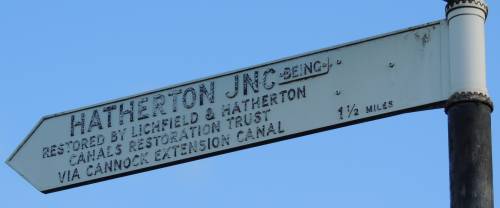 HATHERTON JNC BEING
RESTORED BY LICHFIELD & HATHERTON
CANALS RESTORATION TRUST
VIA CANNOCK EXTENSION CANAL
1½ MILES